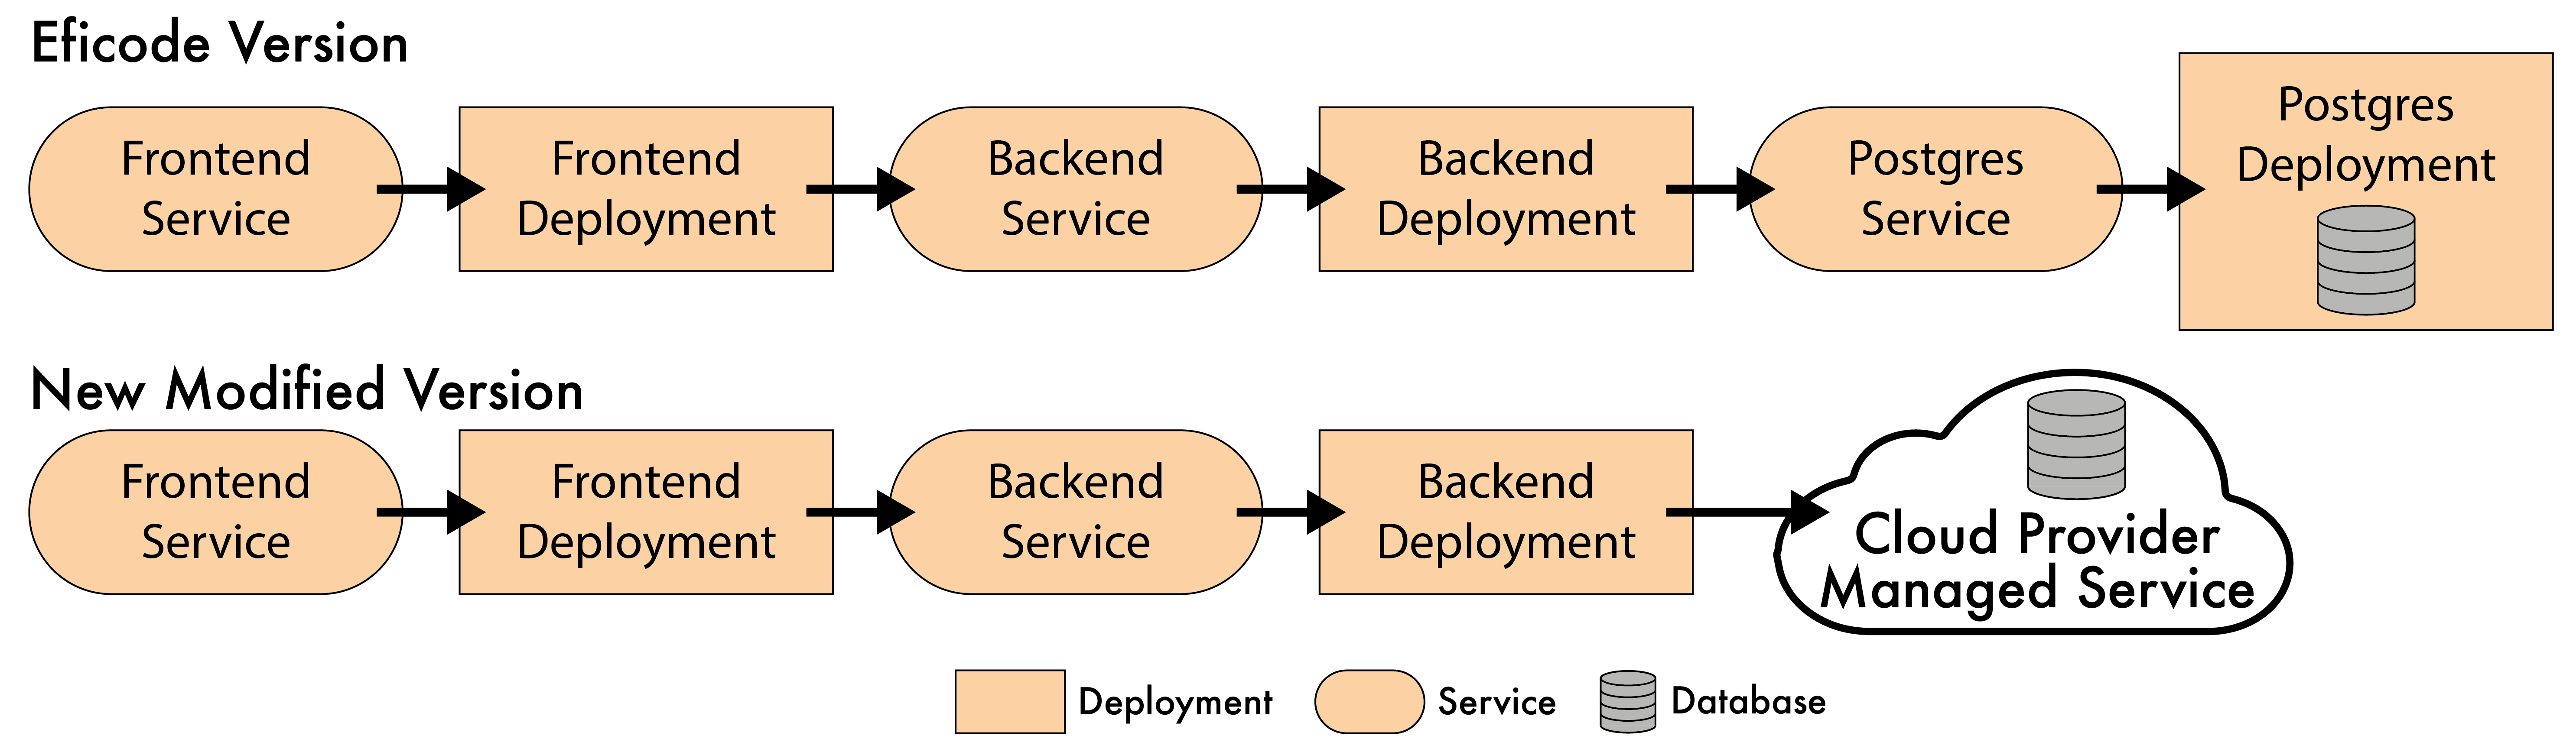 Eficode Version
Frontend
Service
Frontend
Deployment
Backend
Service
Backend
Deployment
Postgres
Service
Postgres
Deployment
New Modified Version
Frontend
Service
Frontend
Deployment
Backend
Service
Backend
Deployment
Cloud Provider
Managed Service
Deployment
Service
Database